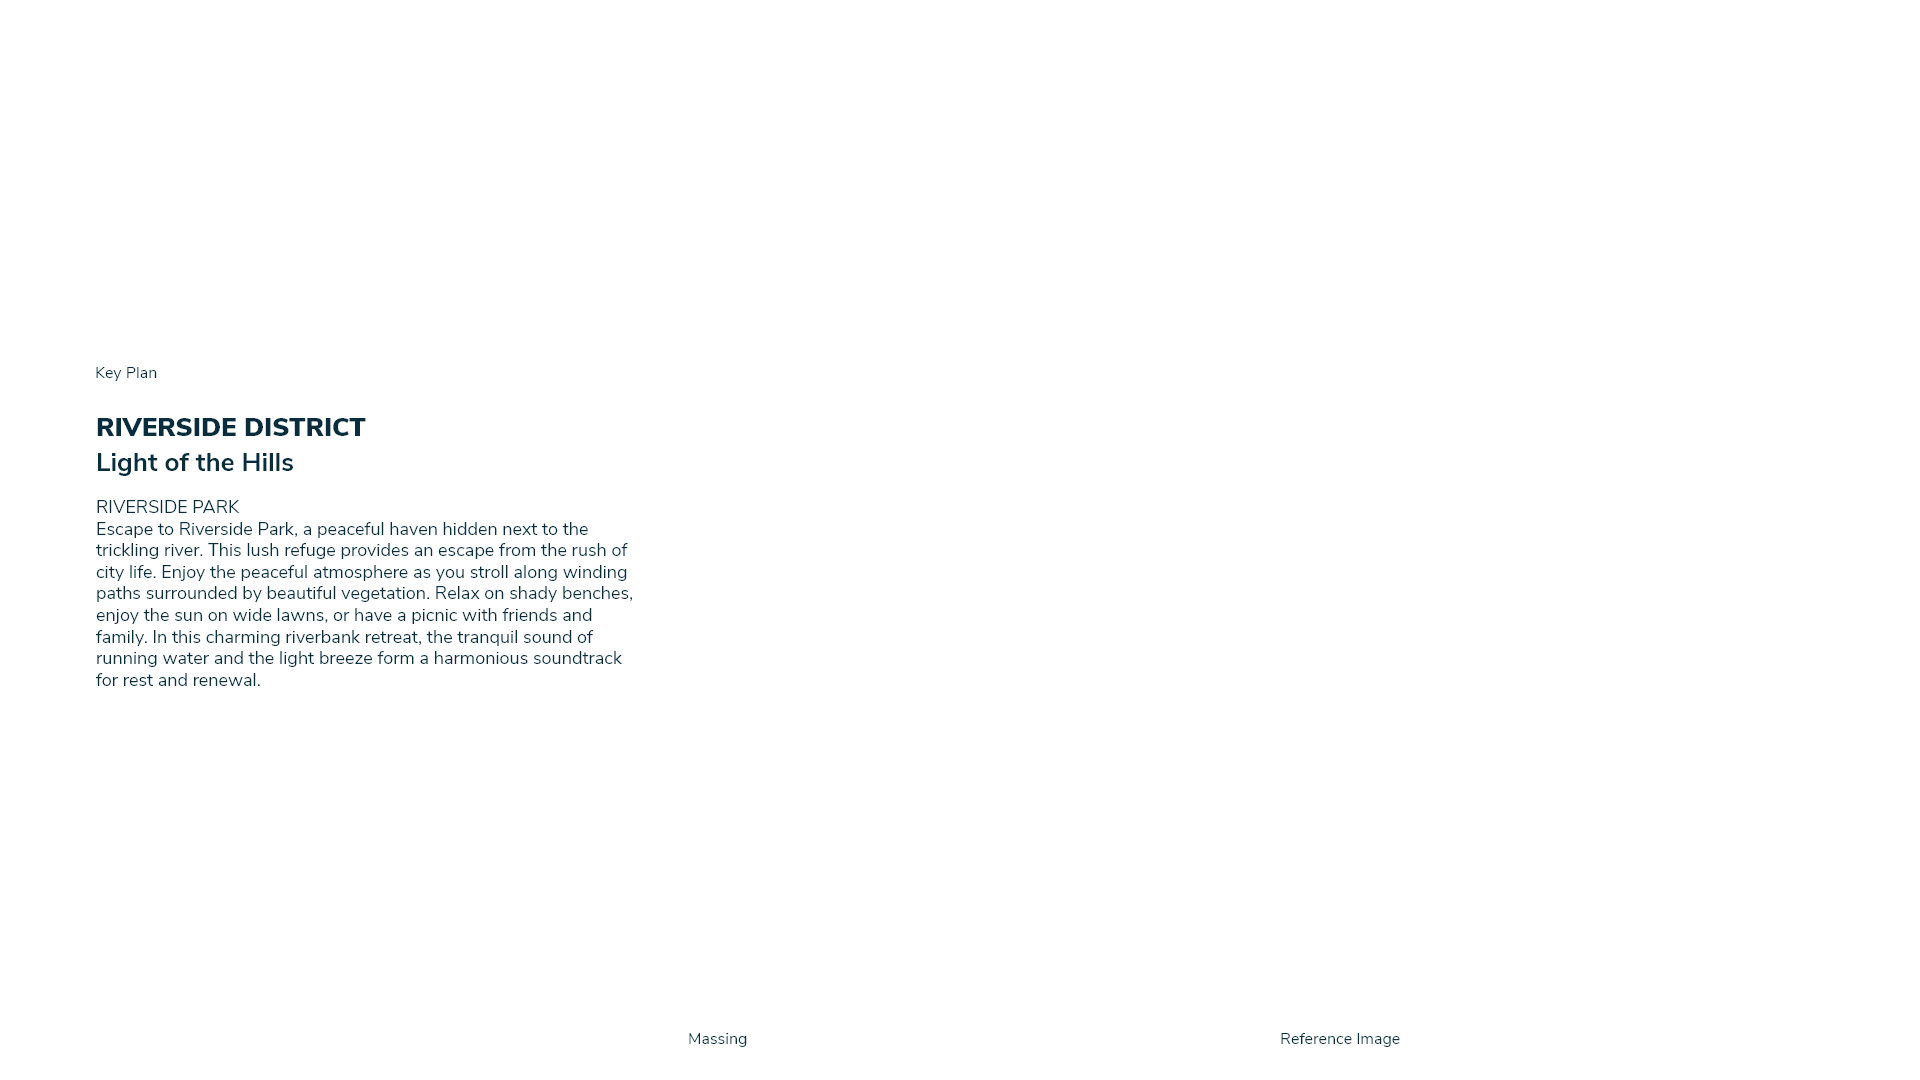 Key Plan
RIVERSIDE DISTRICT
Light of the Hills
RIVERSIDE PARK
Escape to Riverside Park, a peaceful haven hidden next to the
trickling river. This lush refuge provides an escape from the rush of
city life. Enjoy the peaceful atmosphere as you stroll along winding
paths surrounded by beautiful vegetation. Relax on shady benches,
enjoy the sun on wide lawns, or have a picnic with friends and
family. In this charming riverbank retreat, the tranquil sound of
running water and the light breeze form a harmonious soundtrack
for rest and renewal.
Massing
Reference Image